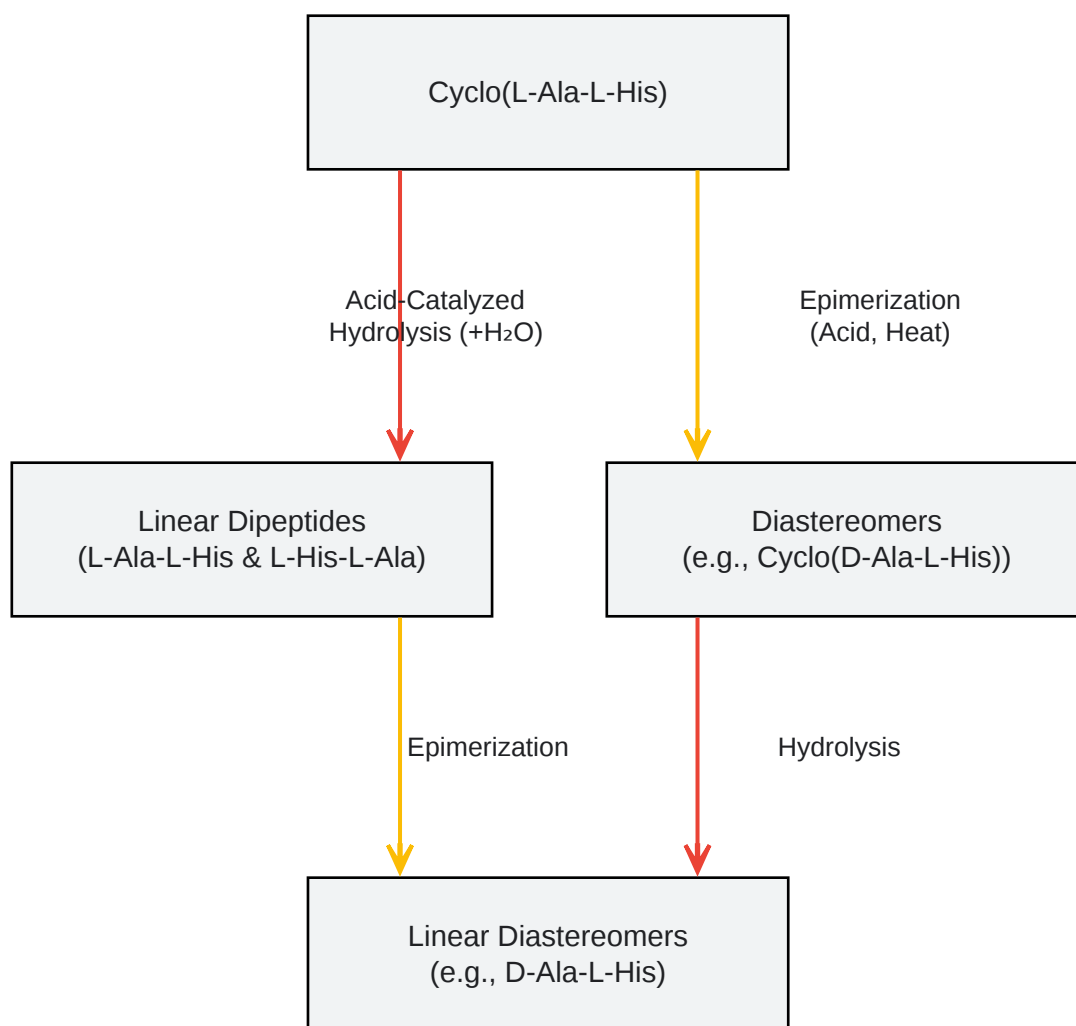 Cyclo(L-Ala-L-His)
Acid-Catalyzed
Hydrolysis (+H₂O)
Epimerization
(Acid, Heat)
Linear Dipeptides
(L-Ala-L-His & L-His-L-Ala)
Diastereomers
(e.g., Cyclo(D-Ala-L-His))
Epimerization
Hydrolysis
Linear Diastereomers
(e.g., D-Ala-L-His)